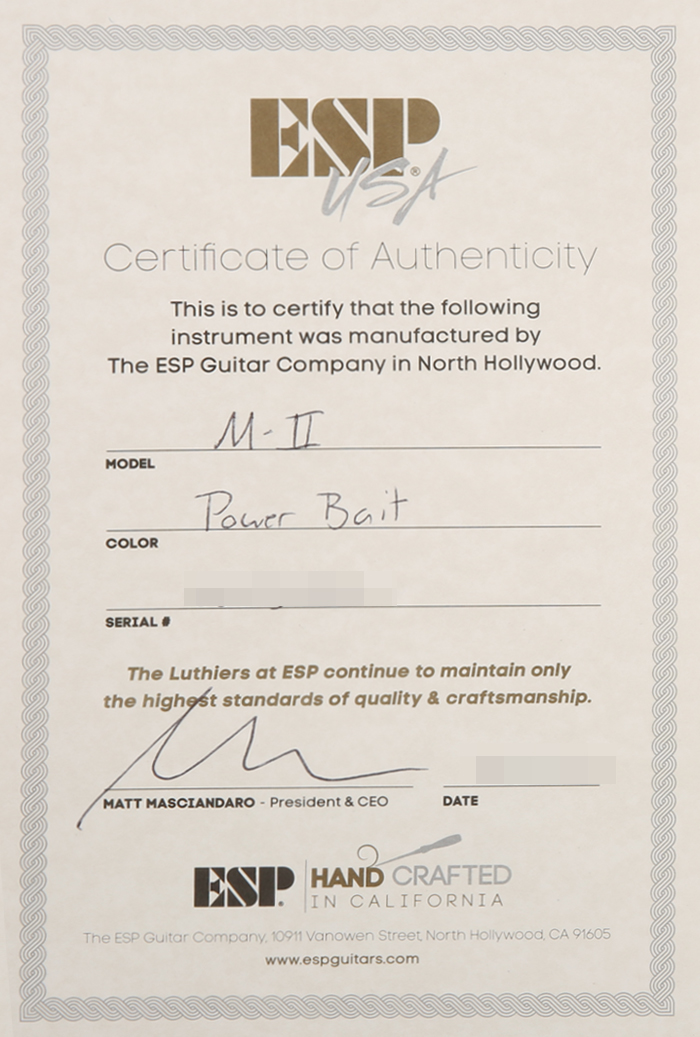 ESP®
USA
Certificate of Authenticity
This is to certify that the following
instrument was manufactured by
The ESP Guitar Company in North Hollywood.
M-II
MODEL
Power Bait
COLOR
SERIAL #
The Luthiers at ESP continue to maintain only
the highest standards of quality & craftsmanship.
MATT MASCIANDARO - President & CEO
DATE
ESP®
HAND CRAFTED
IN CALIFORNIA
The ESP Guitar Company, 10911 Vanowen Street, North Hollywood, CA 91605
www.espguitars.com